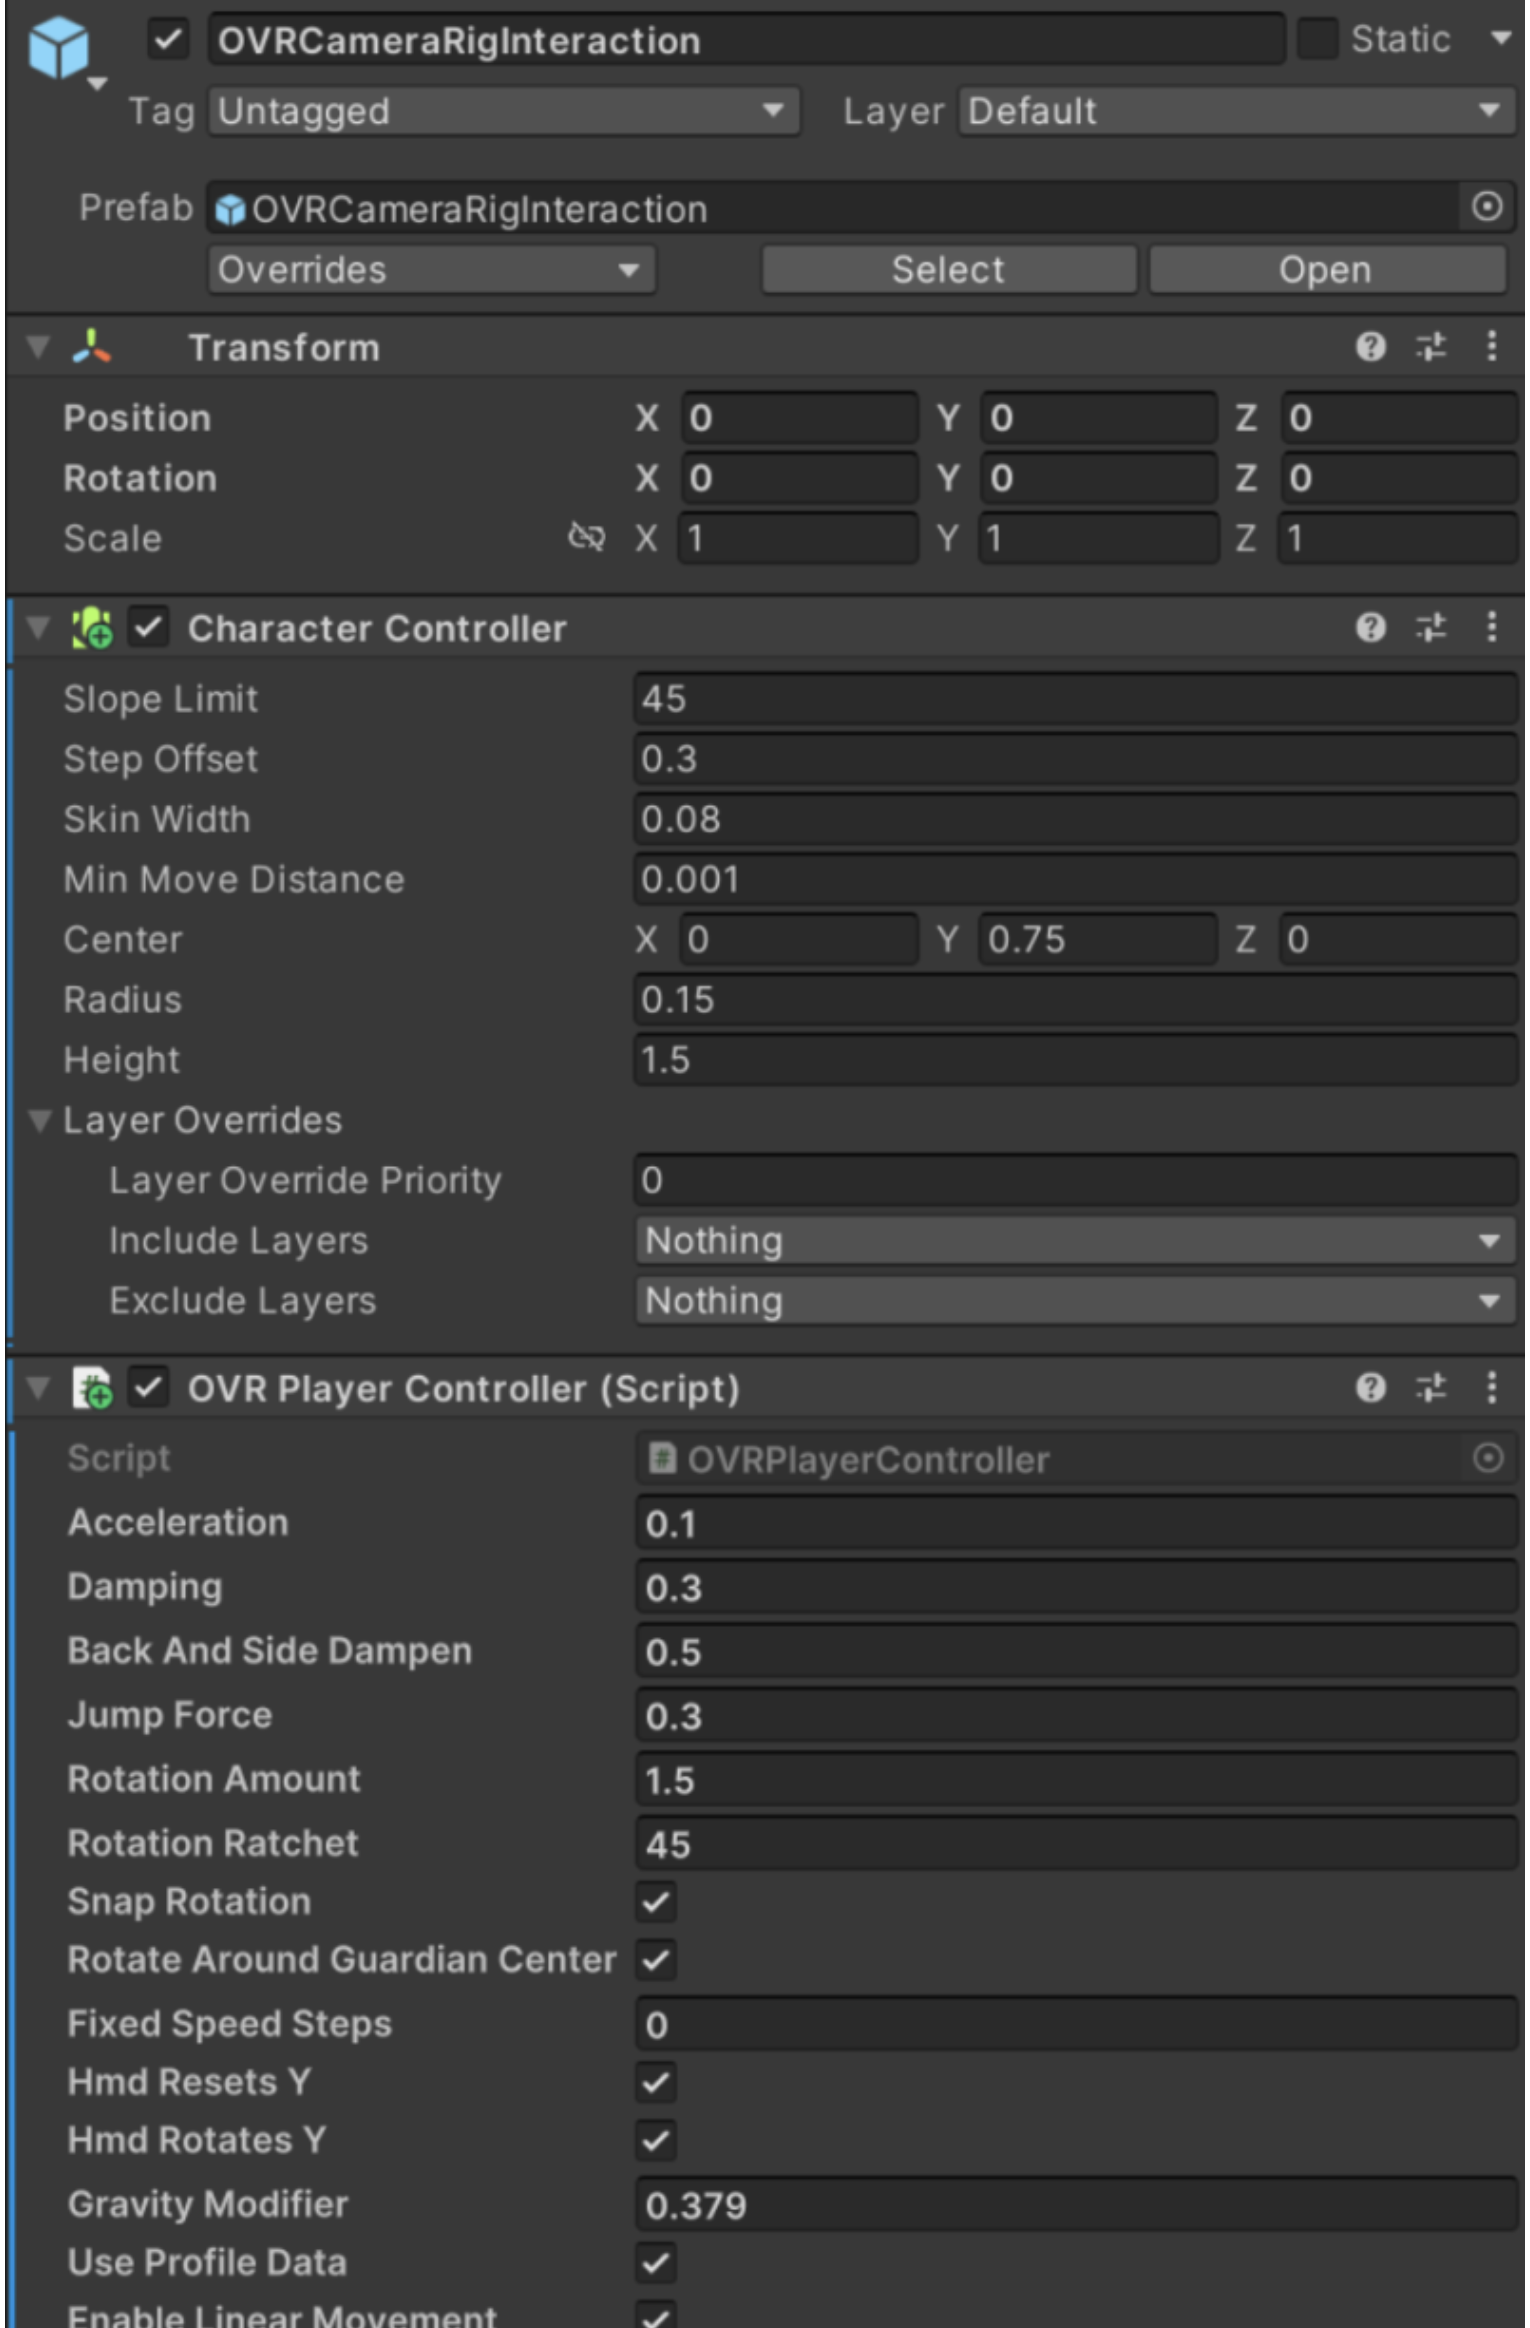 OVRCameraRigInteraction Static
Tag Untagged Layer Default
Prefab OVRCameraRigInteraction
Overrides Select Open
Transform
Position X 0 Y 0 Z 0
Rotation X 0 Y 0 Z 0
Scale X 1 Y 1 Z 1
Character Controller
Slope Limit 45
Step Offset 0.3
Skin Width 0.08
Min Move Distance 0.001
Center X 0 Y 0.75 Z 0
Radius 0.15
Height 1.5
Layer Overrides
Layer Override Priority 0
Include Layers Nothing
Exclude Layers Nothing
OVR Player Controller (Script)
Script # OVRPlayerController
Acceleration 0.1
Damping 0.3
Back And Side Dampen 0.5
Jump Force 0.3
Rotation Amount 1.5
Rotation Ratchet 45
Snap Rotation
Rotate Around Guardian Center
Fixed Speed Steps 0
Hmd Resets Y
Hmd Rotates Y
Gravity Modifier 0.379
Use Profile Data
Enable Linear Movement